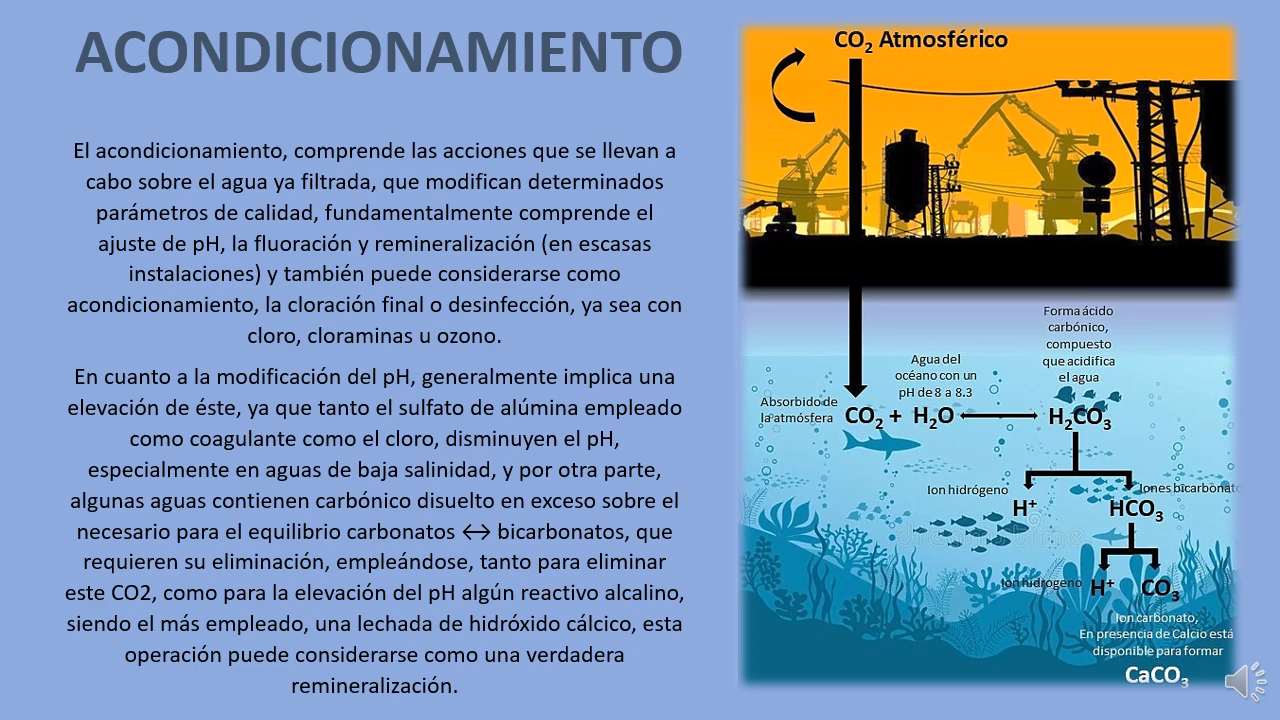 ACONDICIONAMIENTO
El acondicionamiento, comprende las acciones que se llevan a
cabo sobre el agua ya filtrada, que modifican determinados
parámetros de calidad, fundamentalmente comprende el
ajuste de pH, la fluoración y remineralización (en escasas
instalaciones) y también puede considerarse como
acondicionamiento, la cloración final o desinfección, ya sea con
cloro, cloraminas u ozono.
En cuanto a la modificación del pH, generalmente implica una
elevación de éste, ya que tanto el sulfato de alúmina empleado
como coagulante como el cloro, disminuyen el pH,
especialmente en aguas de baja salinidad, y por otra parte,
algunas aguas contienen carbónico disuelto en exceso sobre el
necesario para el equilibrio carbonatos ↔ bicarbonatos, que
requieren su eliminación, empleándose, tanto para eliminar
este CO2, como para la elevación del pH algún reactivo alcalino,
siendo el más empleado, una lechada de hidróxido cálcico, esta
operación puede considerarse como una verdadera
remineralización.
CO₂ Atmosférico
Forma ácido
carbónico,
compuesto
que acidifica
el agua
Agua del
océano con un
pH de 8 a 8.3
Absorbido de
la atmósfera
CO₂ + H₂O
H₂CO₃
Ion hidrógeno
H⁺
Iones bicarbonato
HCO₃
Ion hidrógeno
H⁺
CO₃
Ion carbonato,
En presencia de Calcio está
disponible para formar
CaCO₃